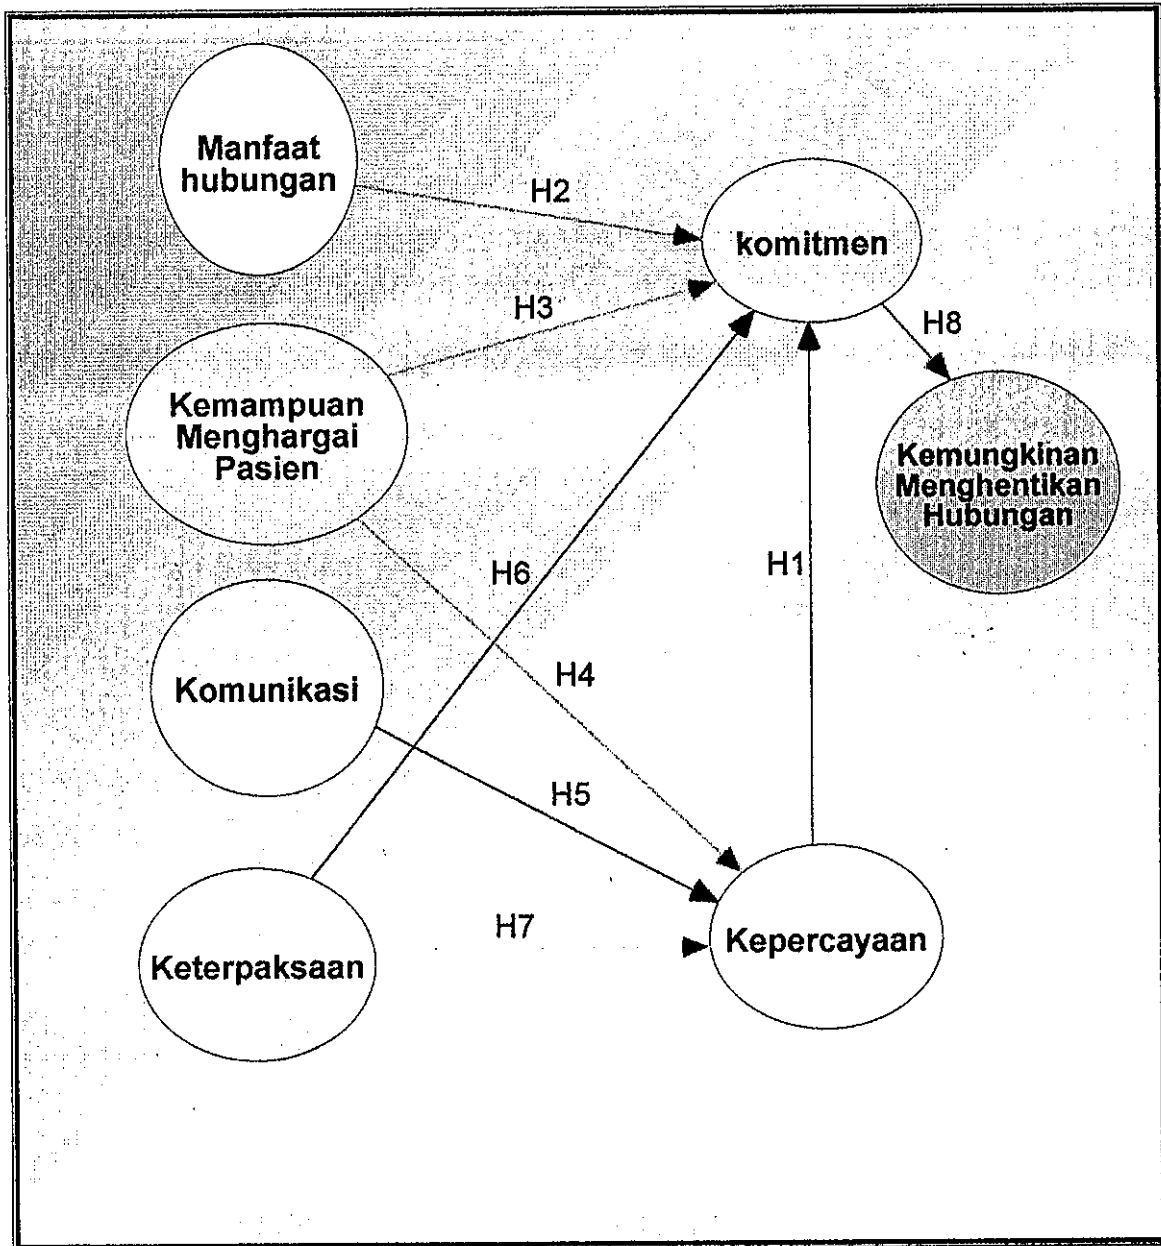 Manfaat
hubungan
H2
komitmen
H3
H8
Kemampuan
Menghargai
Pasien
Kemungkinan
Menghentikan
Hubungan
H6
H1
Komunikasi
H4
H5
H7
Kepercayaan
Keterpaksaan